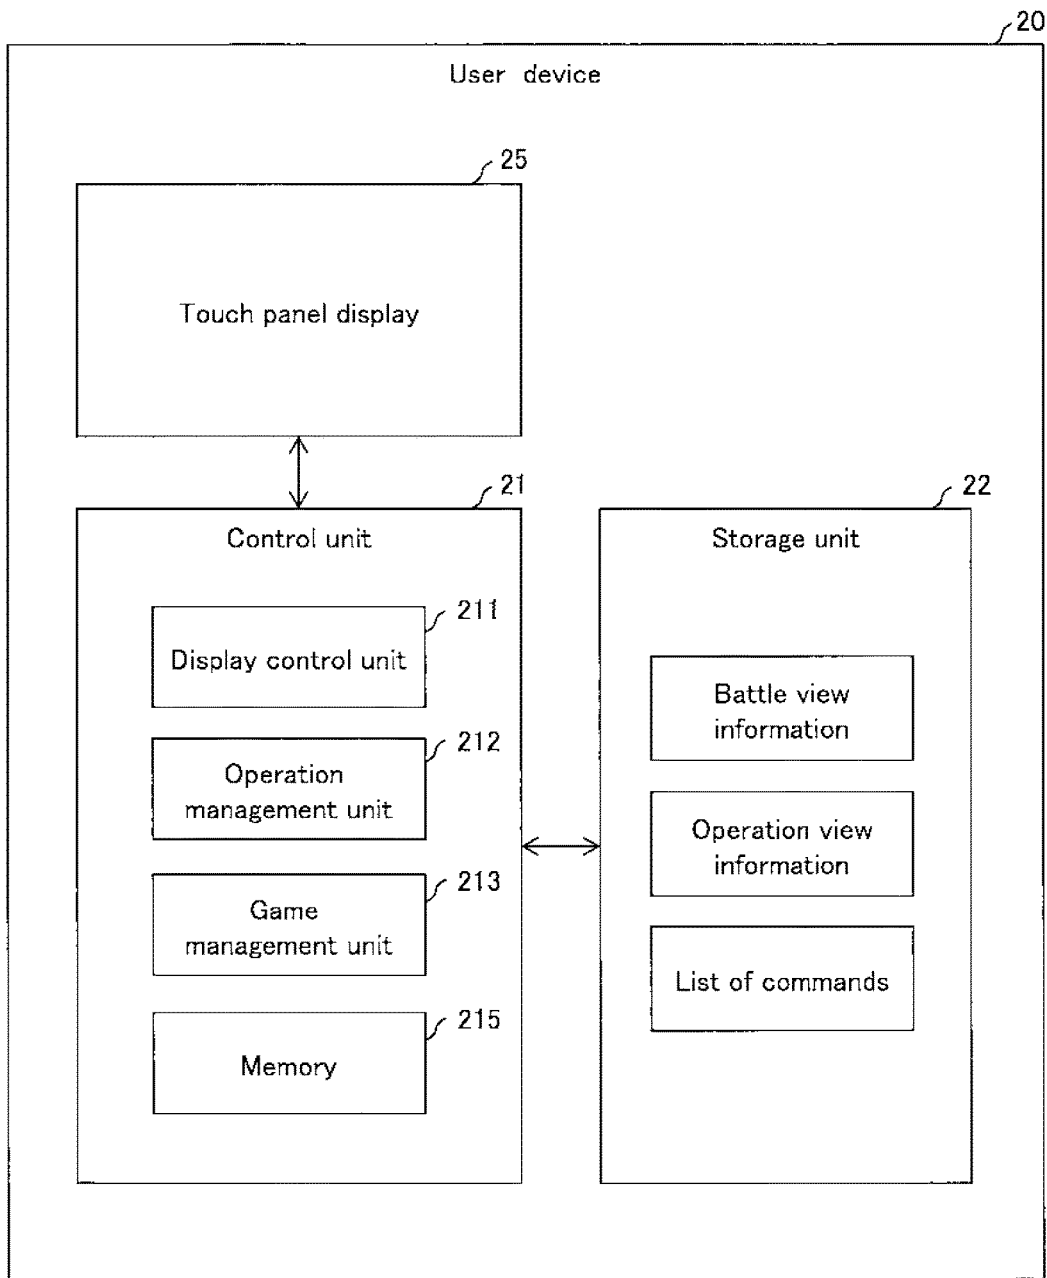 20
User device
25
Touch panel display
21
Control unit
211
Display control unit
212
Operation
management unit
213
Game
management unit
215
Memory
22
Storage unit
Battle view
information
Operation view
information
List of commands